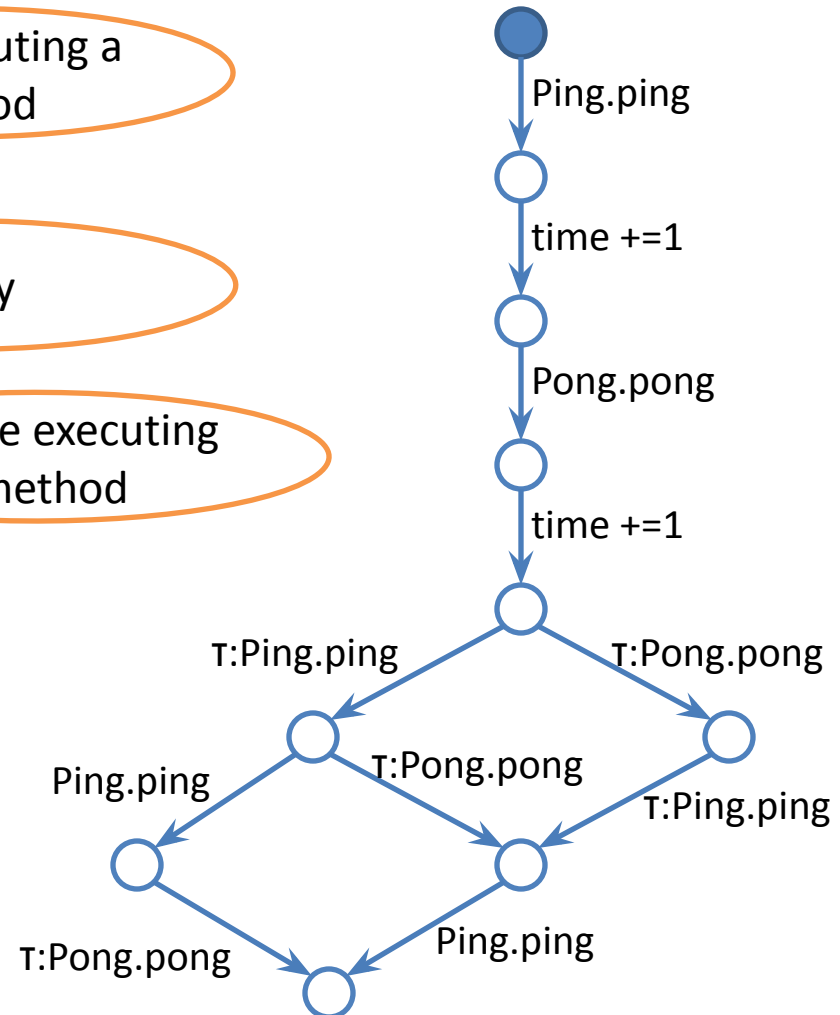 uting a
od
Ping.ping
time +=1
y
Pong.pong
e executing
nethod
time +=1
τ:Ping.ping
τ:Pong.pong
Ping.ping
τ:Pong.pong
τ:Ping.ping
τ:Pong.pong
Ping.ping